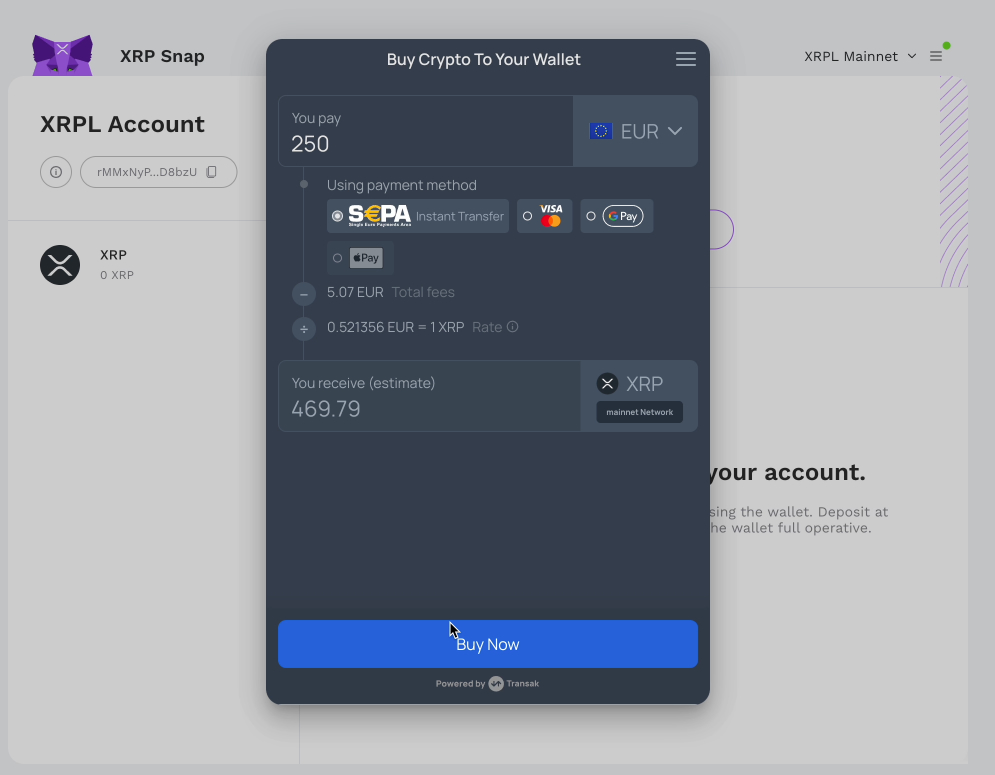 XRP Snap
XRPL Mainnet
XRPL Account
rMMxNyP...D8bzU
XRP
0 XRP
your account.
sing the wallet. Deposit at
he wallet full operative.
Buy Crypto To Your Wallet
You pay
250
EUR
Using payment method
S€PA Instant Transfer
Single Euro Payments Area
VISA
G Pay
Pay
5.07 EUR Total fees
0.521356 EUR = 1 XRP Rate
You receive (estimate)
469.79
XRP
mainnet Network
Buy Now
Powered by Transak